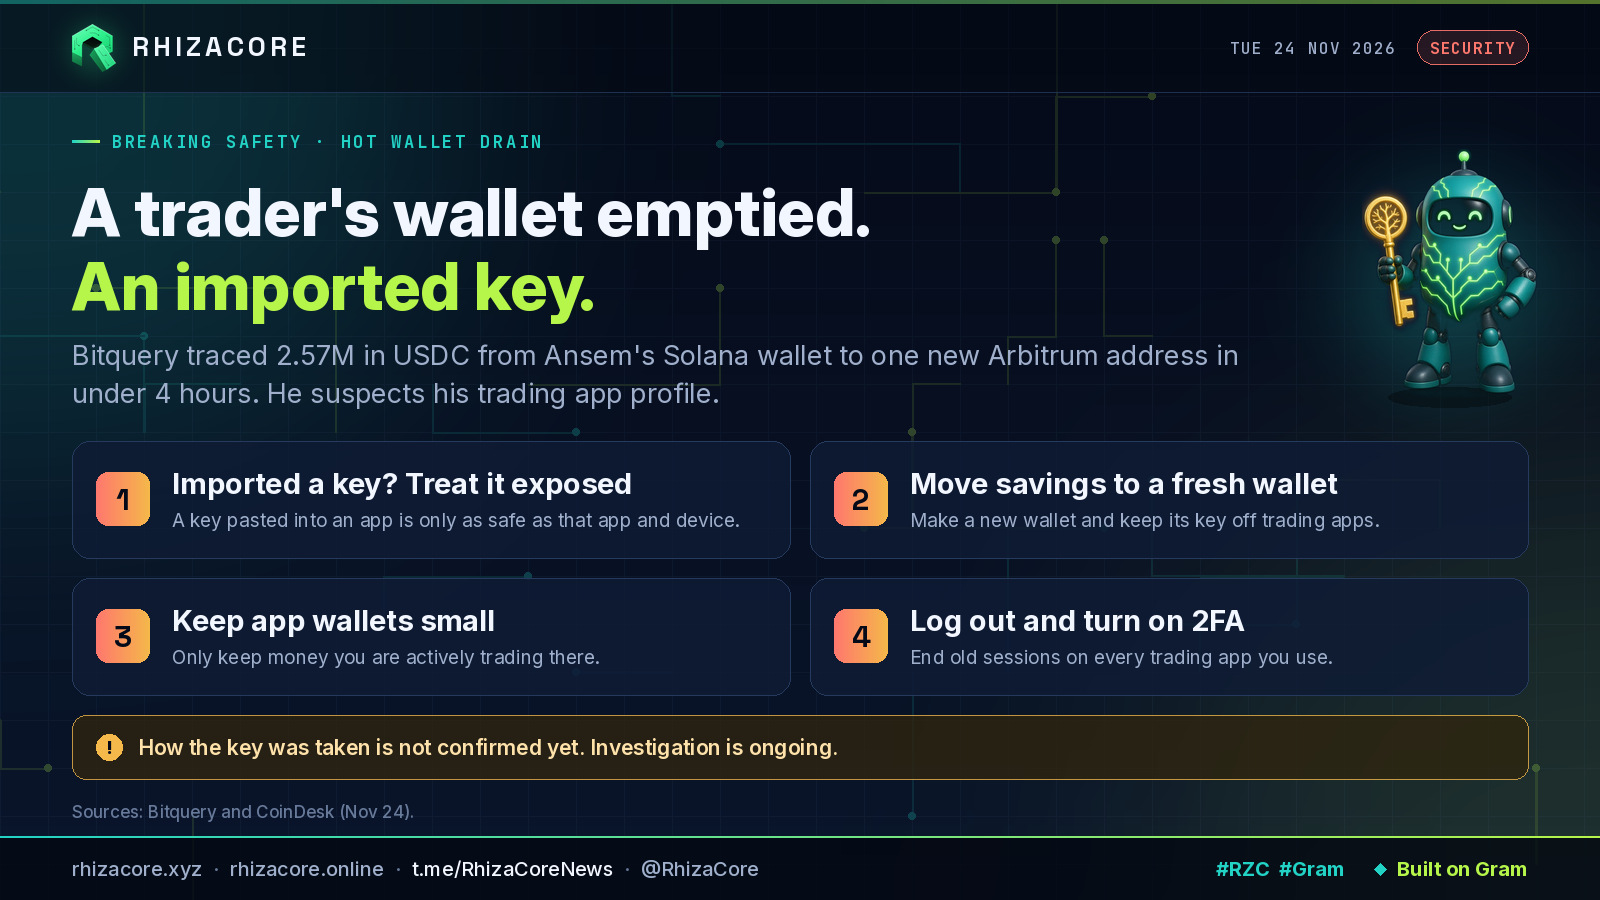 RHIZACORE
TUE 24 NOV 2026
SECURITY
BREAKING SAFETY · HOT WALLET DRAIN
A trader's wallet emptied.
An imported key.
Bitquery traced 2.57M in USDC from Ansem's Solana wallet to one new Arbitrum address in
under 4 hours. He suspects his trading app profile.
1
Imported a key? Treat it exposed
A key pasted into an app is only as safe as that app and device.
2
Move savings to a fresh wallet
Make a new wallet and keep its key off trading apps.
3
Keep app wallets small
Only keep money you are actively trading there.
4
Log out and turn on 2FA
End old sessions on every trading app you use.
! How the key was taken is not confirmed yet. Investigation is ongoing.
Sources: Bitquery and CoinDesk (Nov 24).
rhizacore.xyz · rhizacore.online · t.me/RhizaCoreNews · @RhizaCore
#RZC #Gram ◆ Built on Gram